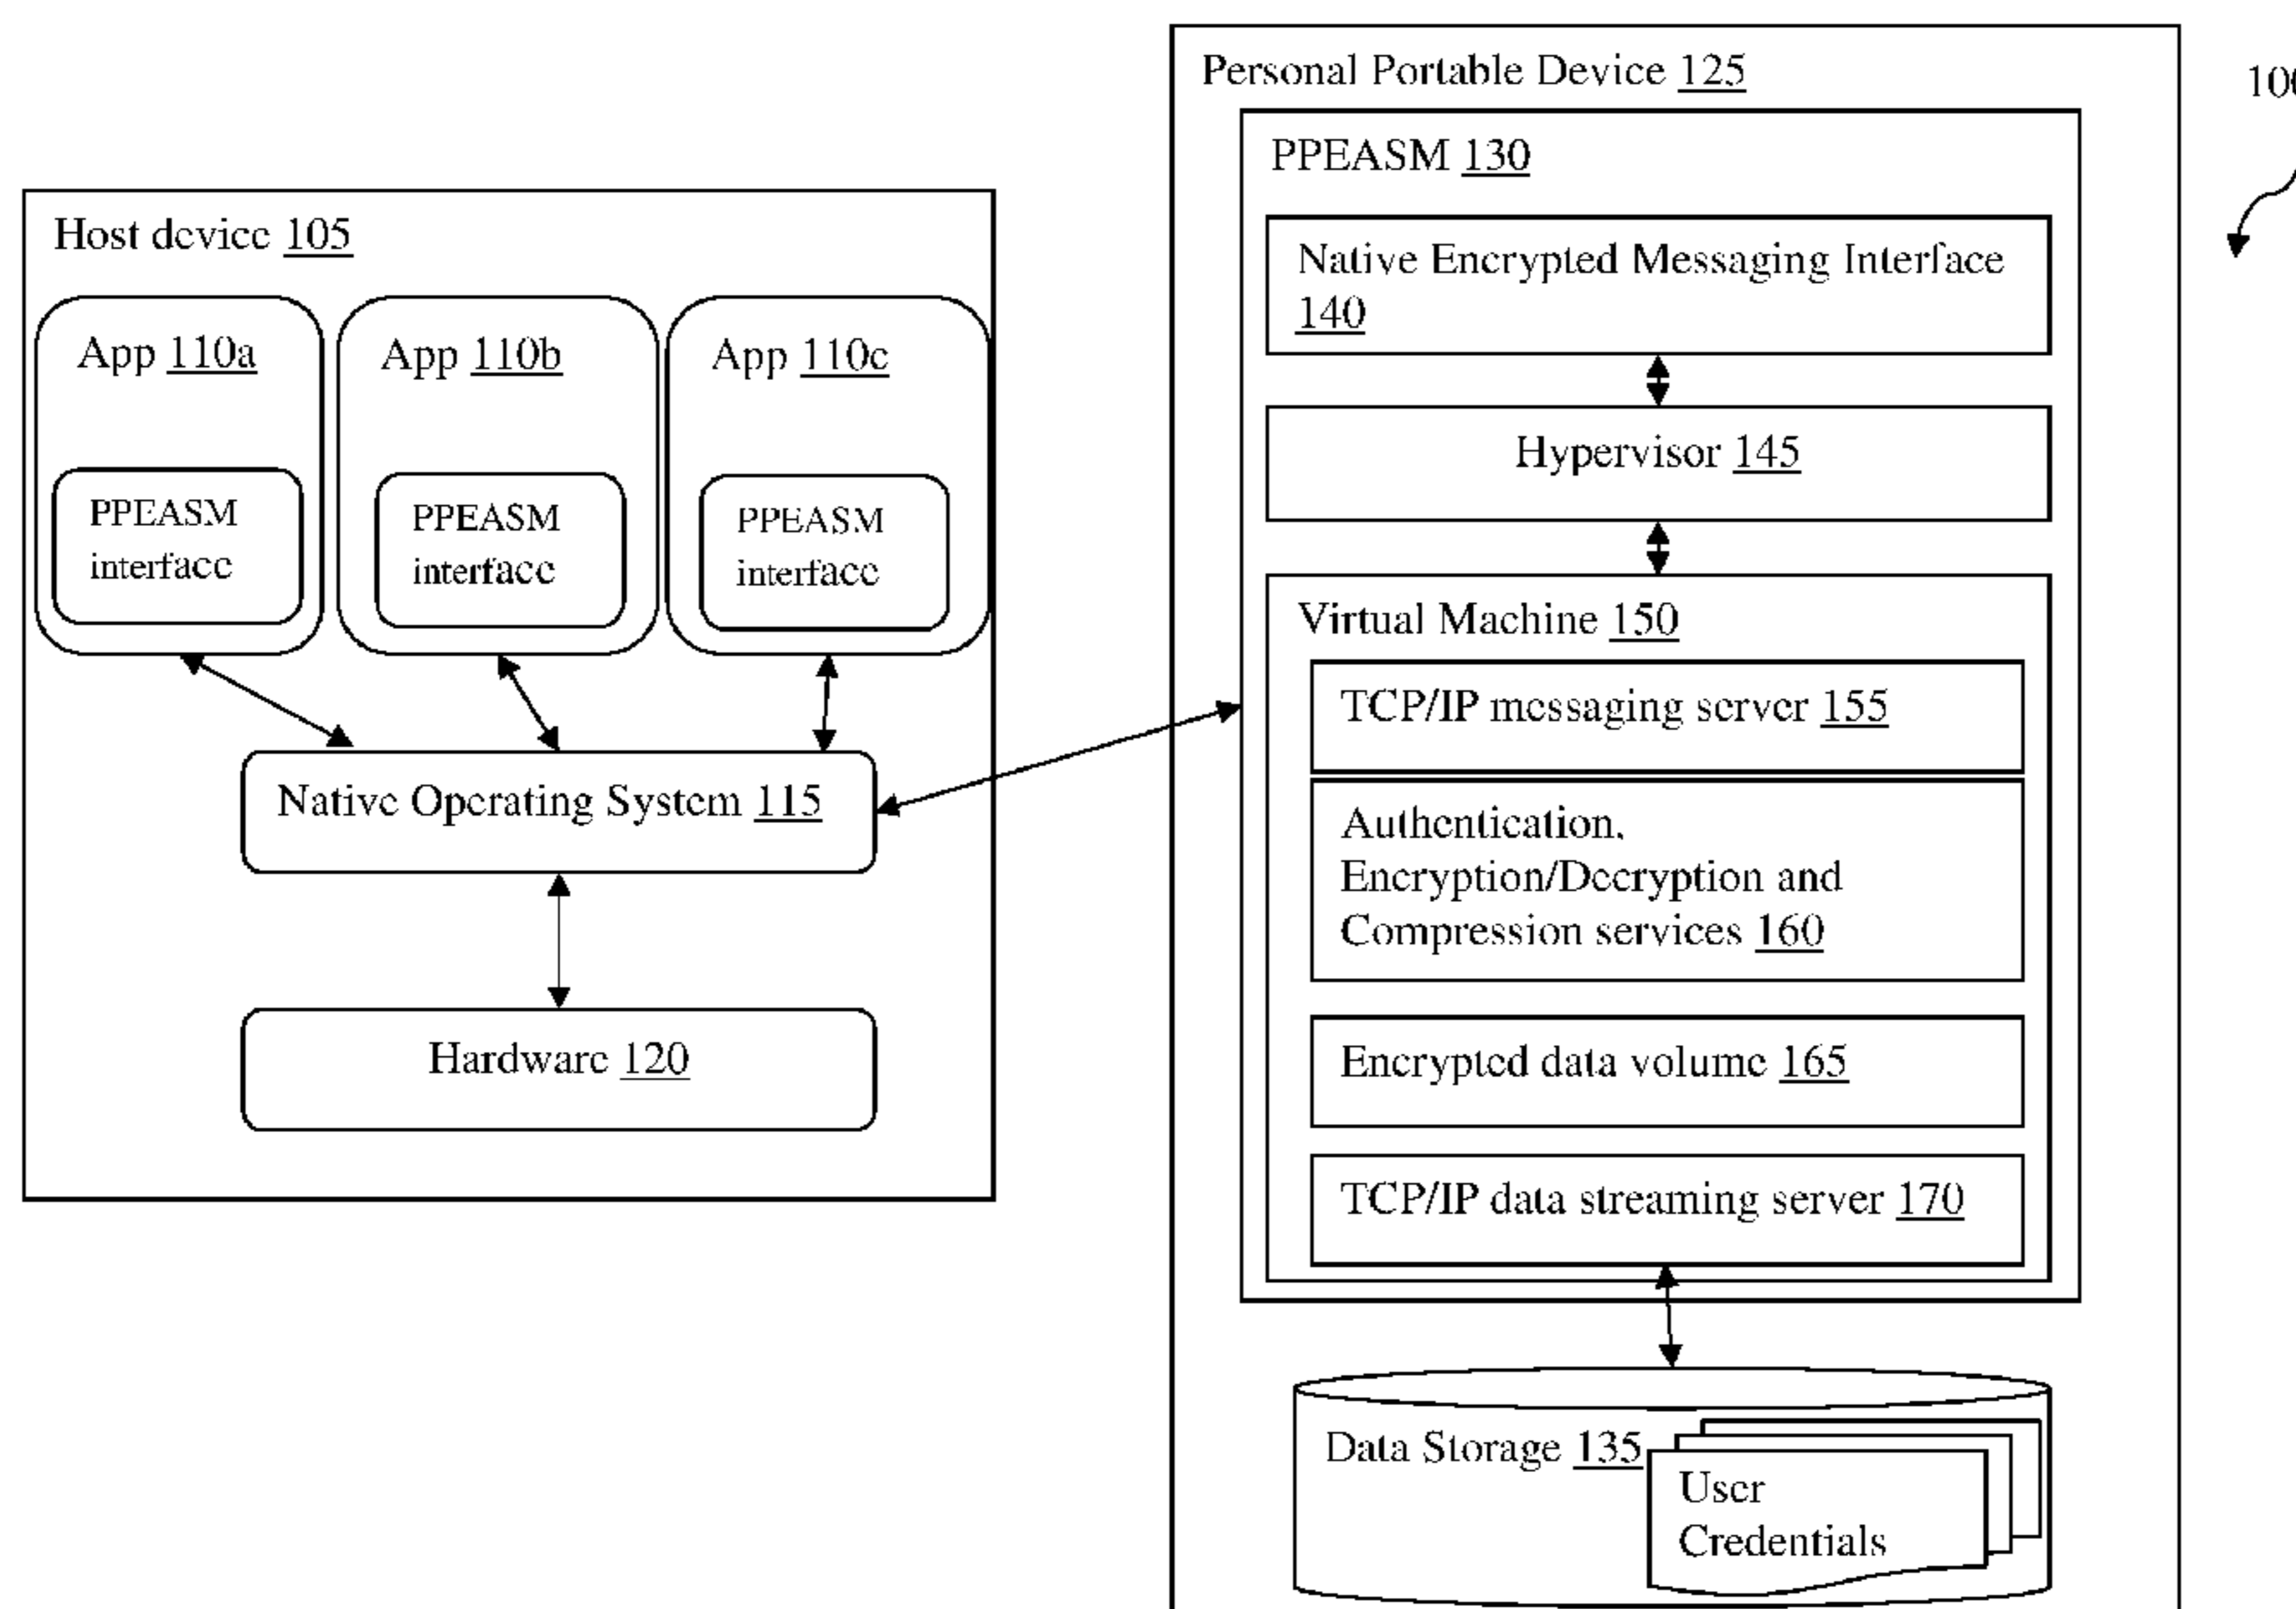 Personal Portable Device 125
PPEASM 130
Native Encrypted Messaging Interface
140
Hypervisor 145
Virtual Machine 150
TCP/IP messaging server 155
Authentication,
Encryption/Decryption and
Compression services 160
Encrypted data volume 165
TCP/IP data streaming server 170
Data Storage 135
User
Credentials
Host device 105
App 110a
App 110b
App 110c
PPEASM
interface
PPEASM
interface
PPEASM
interface
Native Operating System 115
Hardware 120